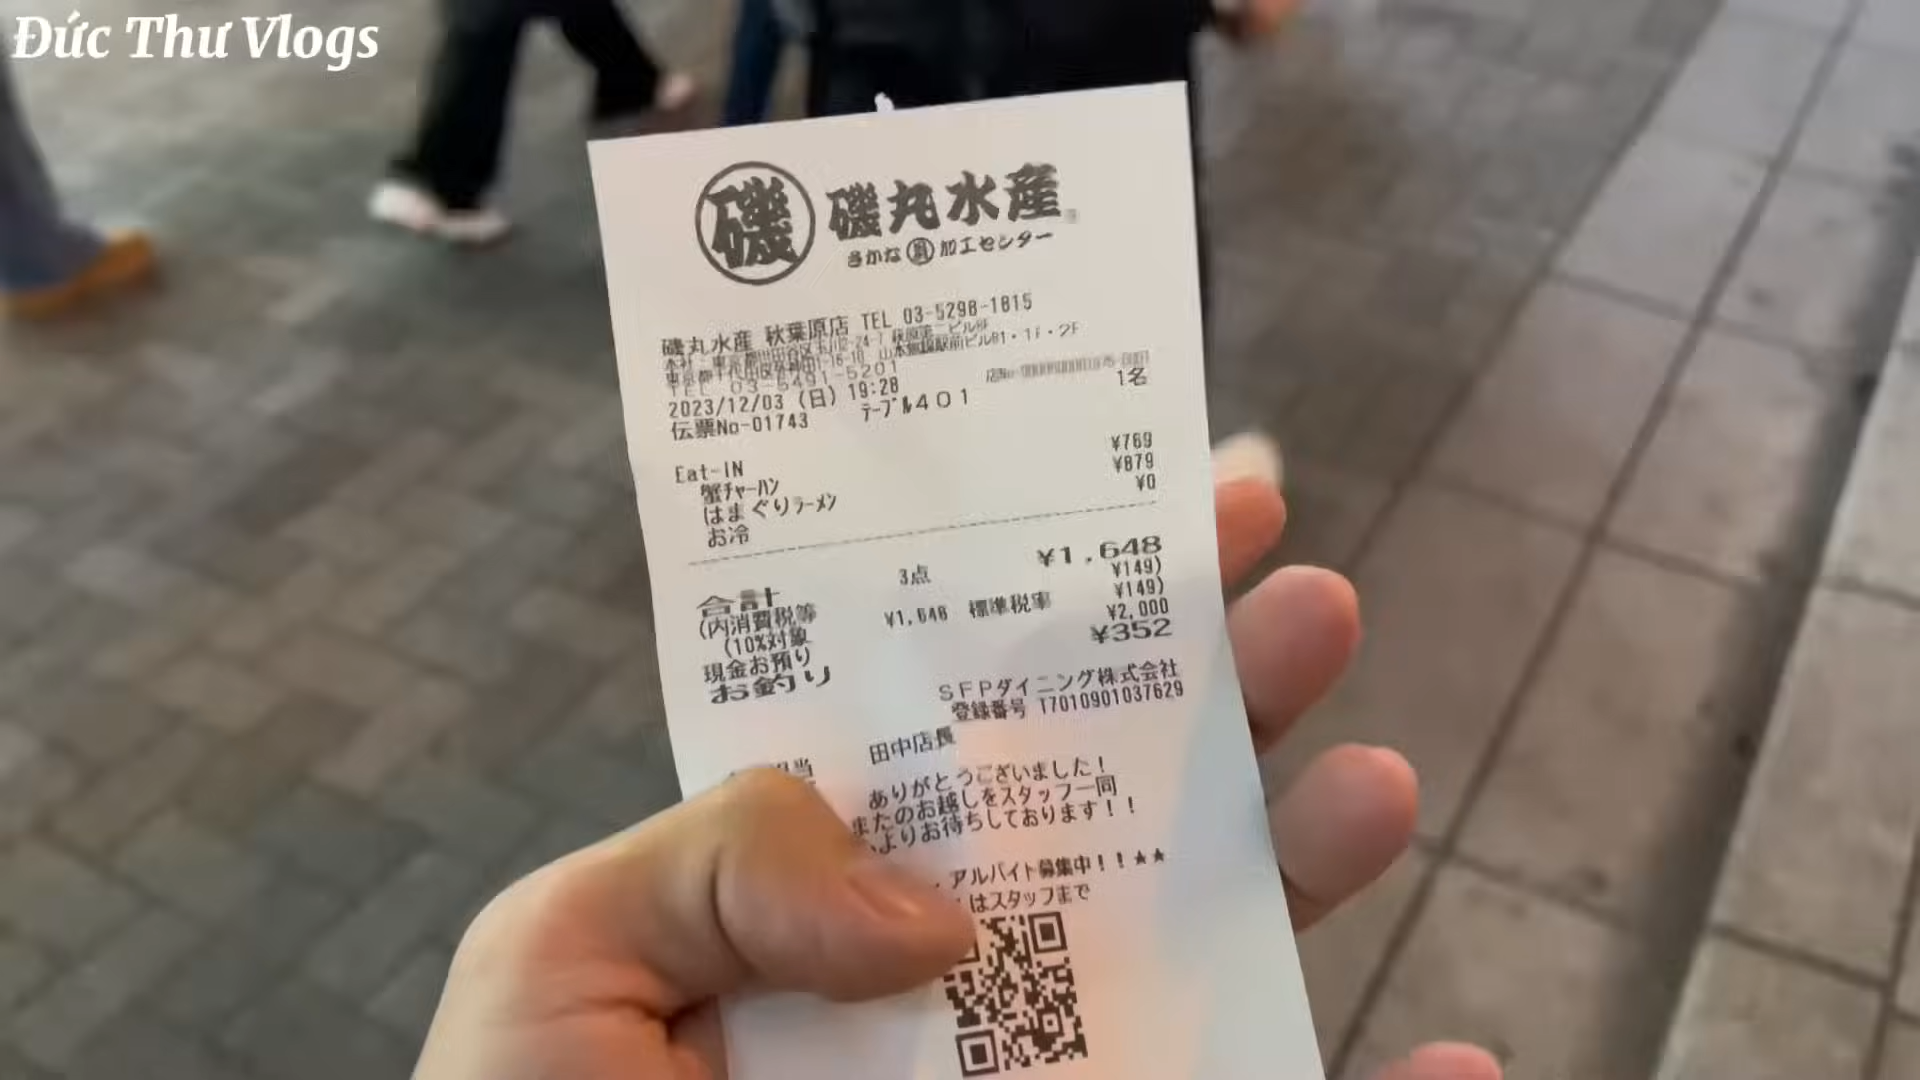 Đức Thư Vlogs
磯 磯丸水産
さかな 加工センター
磯丸水産 秋葉原店 TEL 03-5298-1815
TEL 03-5491-5201
2023/12/03 (日) 19:28
伝票No-01743 テーブル401 1名
Eat-IN
蟹チャーハン ¥769
はまぐりラーメン ¥879
お冷 ¥0
合計 3点 ¥1,648
(内消費税等 ¥149)
(10%対象 ¥1,648 標準税率 ¥149)
現金お預り ¥2,000
お釣り ¥352
SFPダイニング株式会社
登録番号 T7010901037629
担当 田中店長
ありがとうございました!
またのお越しをスタッフ一同
よりお待ちしております!!
アルバイト募集中!!★★
はスタッフまで